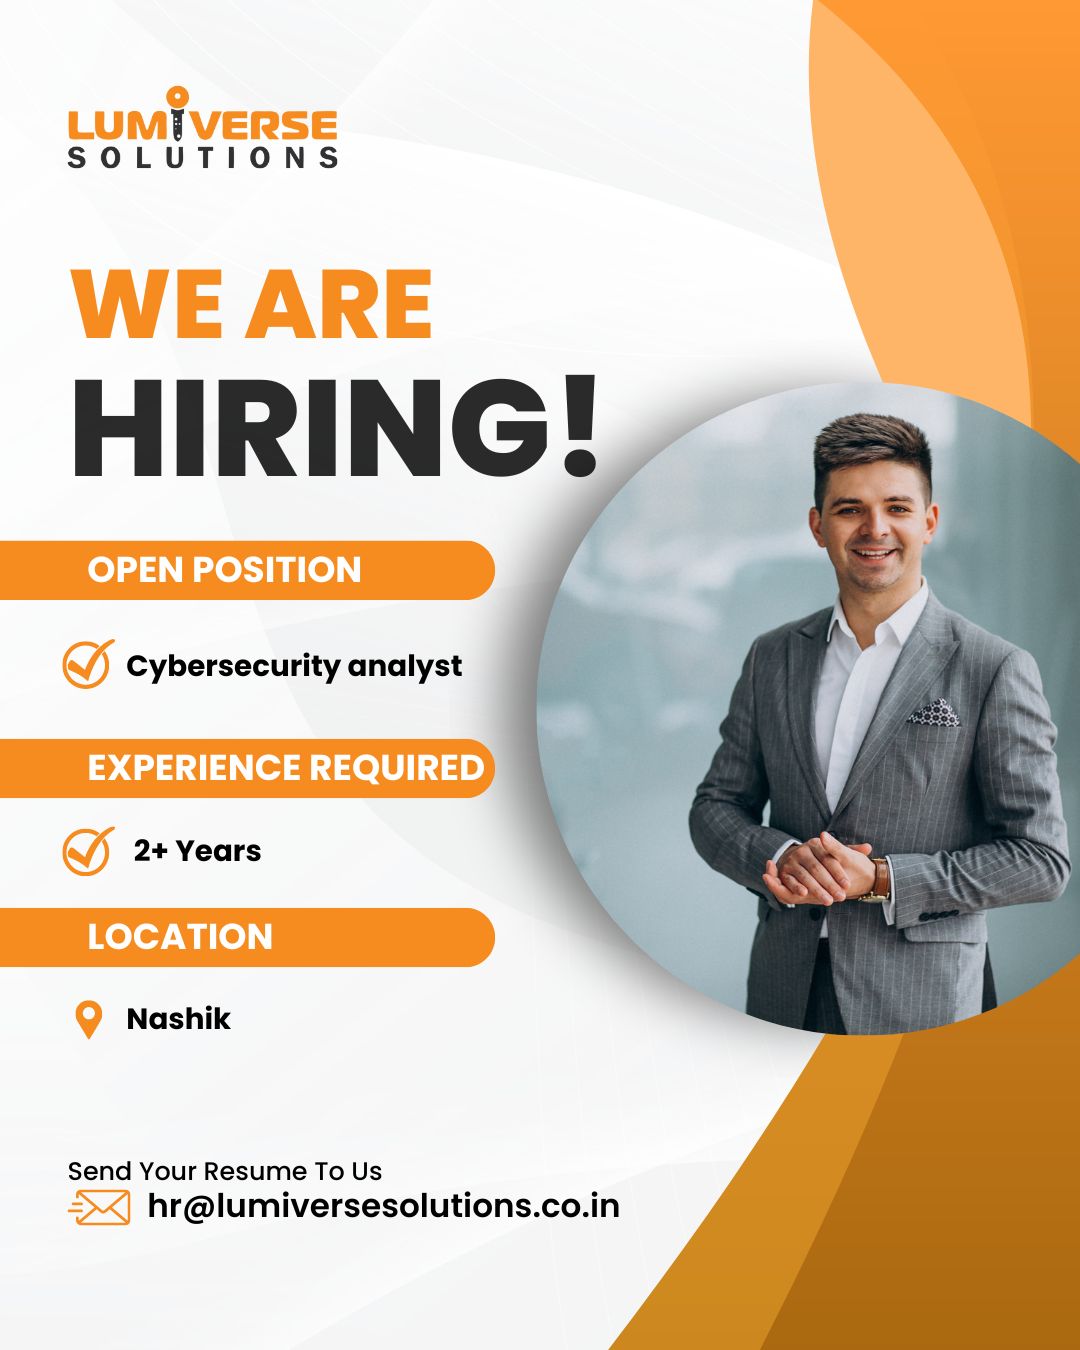 LUMIVERSE
SOLUTIONS
WE ARE
HIRING!
OPEN POSITION
Cybersecurity analyst
EXPERIENCE REQUIRED
2+ Years
LOCATION
Nashik
Send Your Resume To Us
hr@lumiversesolutions.co.in